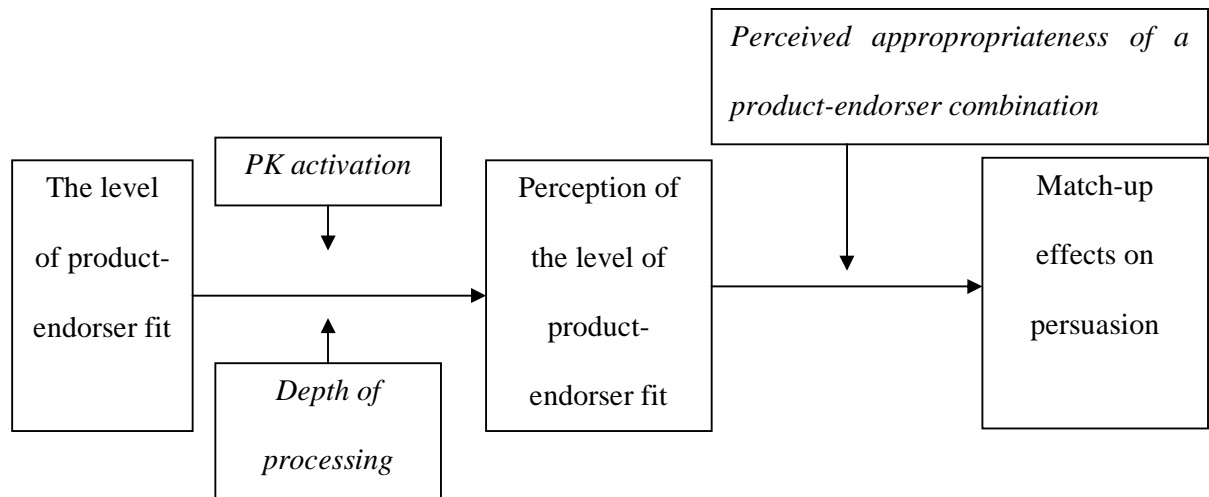 Perceived appropropriateness of a
product-endorser combination
PK activation
The level
of product-
endorser fit
Perception of
the level of
product-
endorser fit
Match-up
effects on
persuasion
Depth of
processing